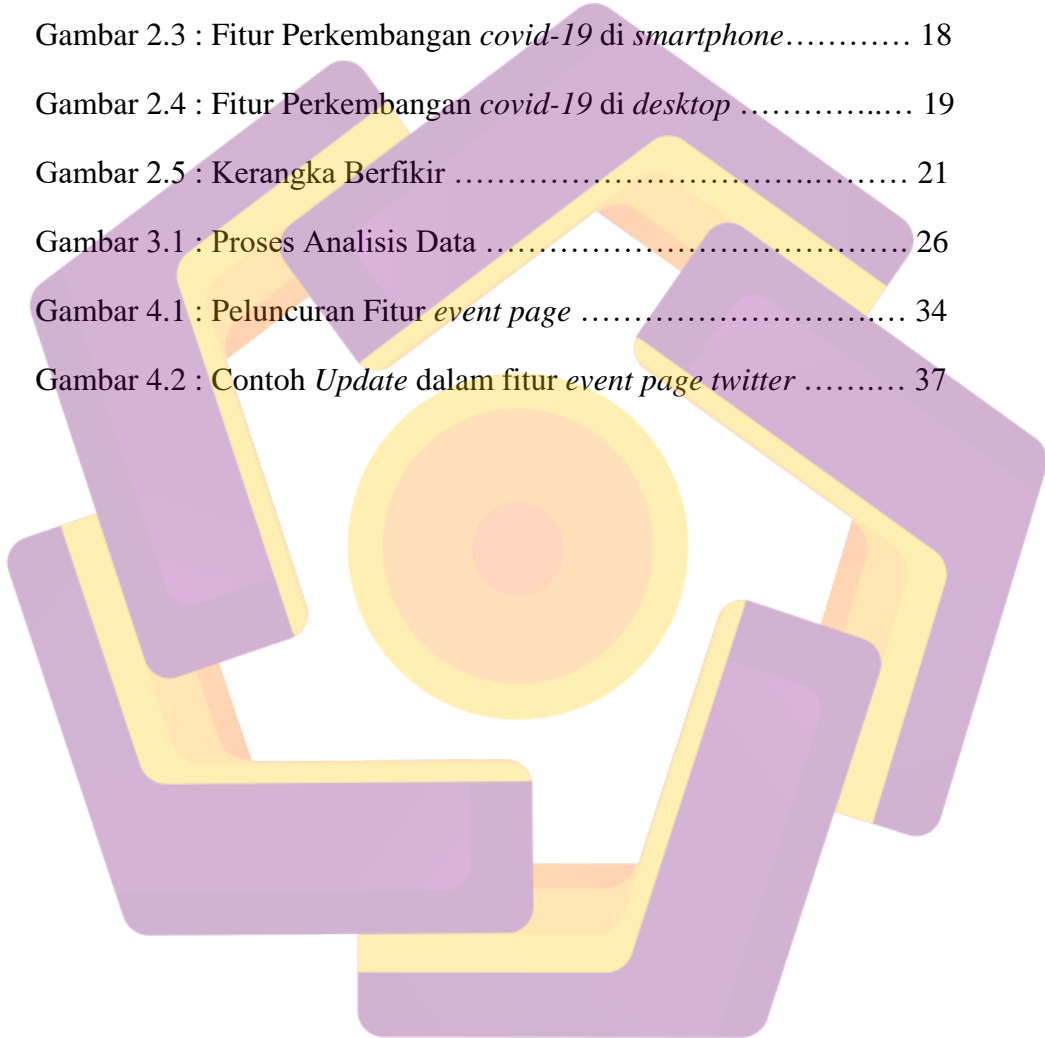 Gambar 2.3 : Fitur Perkembangan covid-19 di smartphone………… 18
Gambar 2.4 : Fitur Perkembangan covid-19 di desktop …………..… 19
Gambar 2.5 : Kerangka Berfikir …………………………….……… 21
Gambar 3.1 : Proses Analisis Data ………………………………… 26
Gambar 4.1 : Peluncuran Fitur event page ……………………….… 34
Gambar 4.2 : Contoh Update dalam fitur event page twitter …….… 37